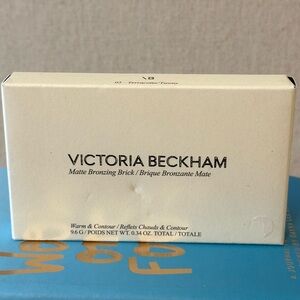 VB
VICTORIA BECKHAM
Matte Bronzing Brick / Brique Bronzante Mate
Warm & Contour / Reflets Chauds & Contour
9.6 G / POIDS NET WT. 0.34 OZ. TOTAL / TOTALE